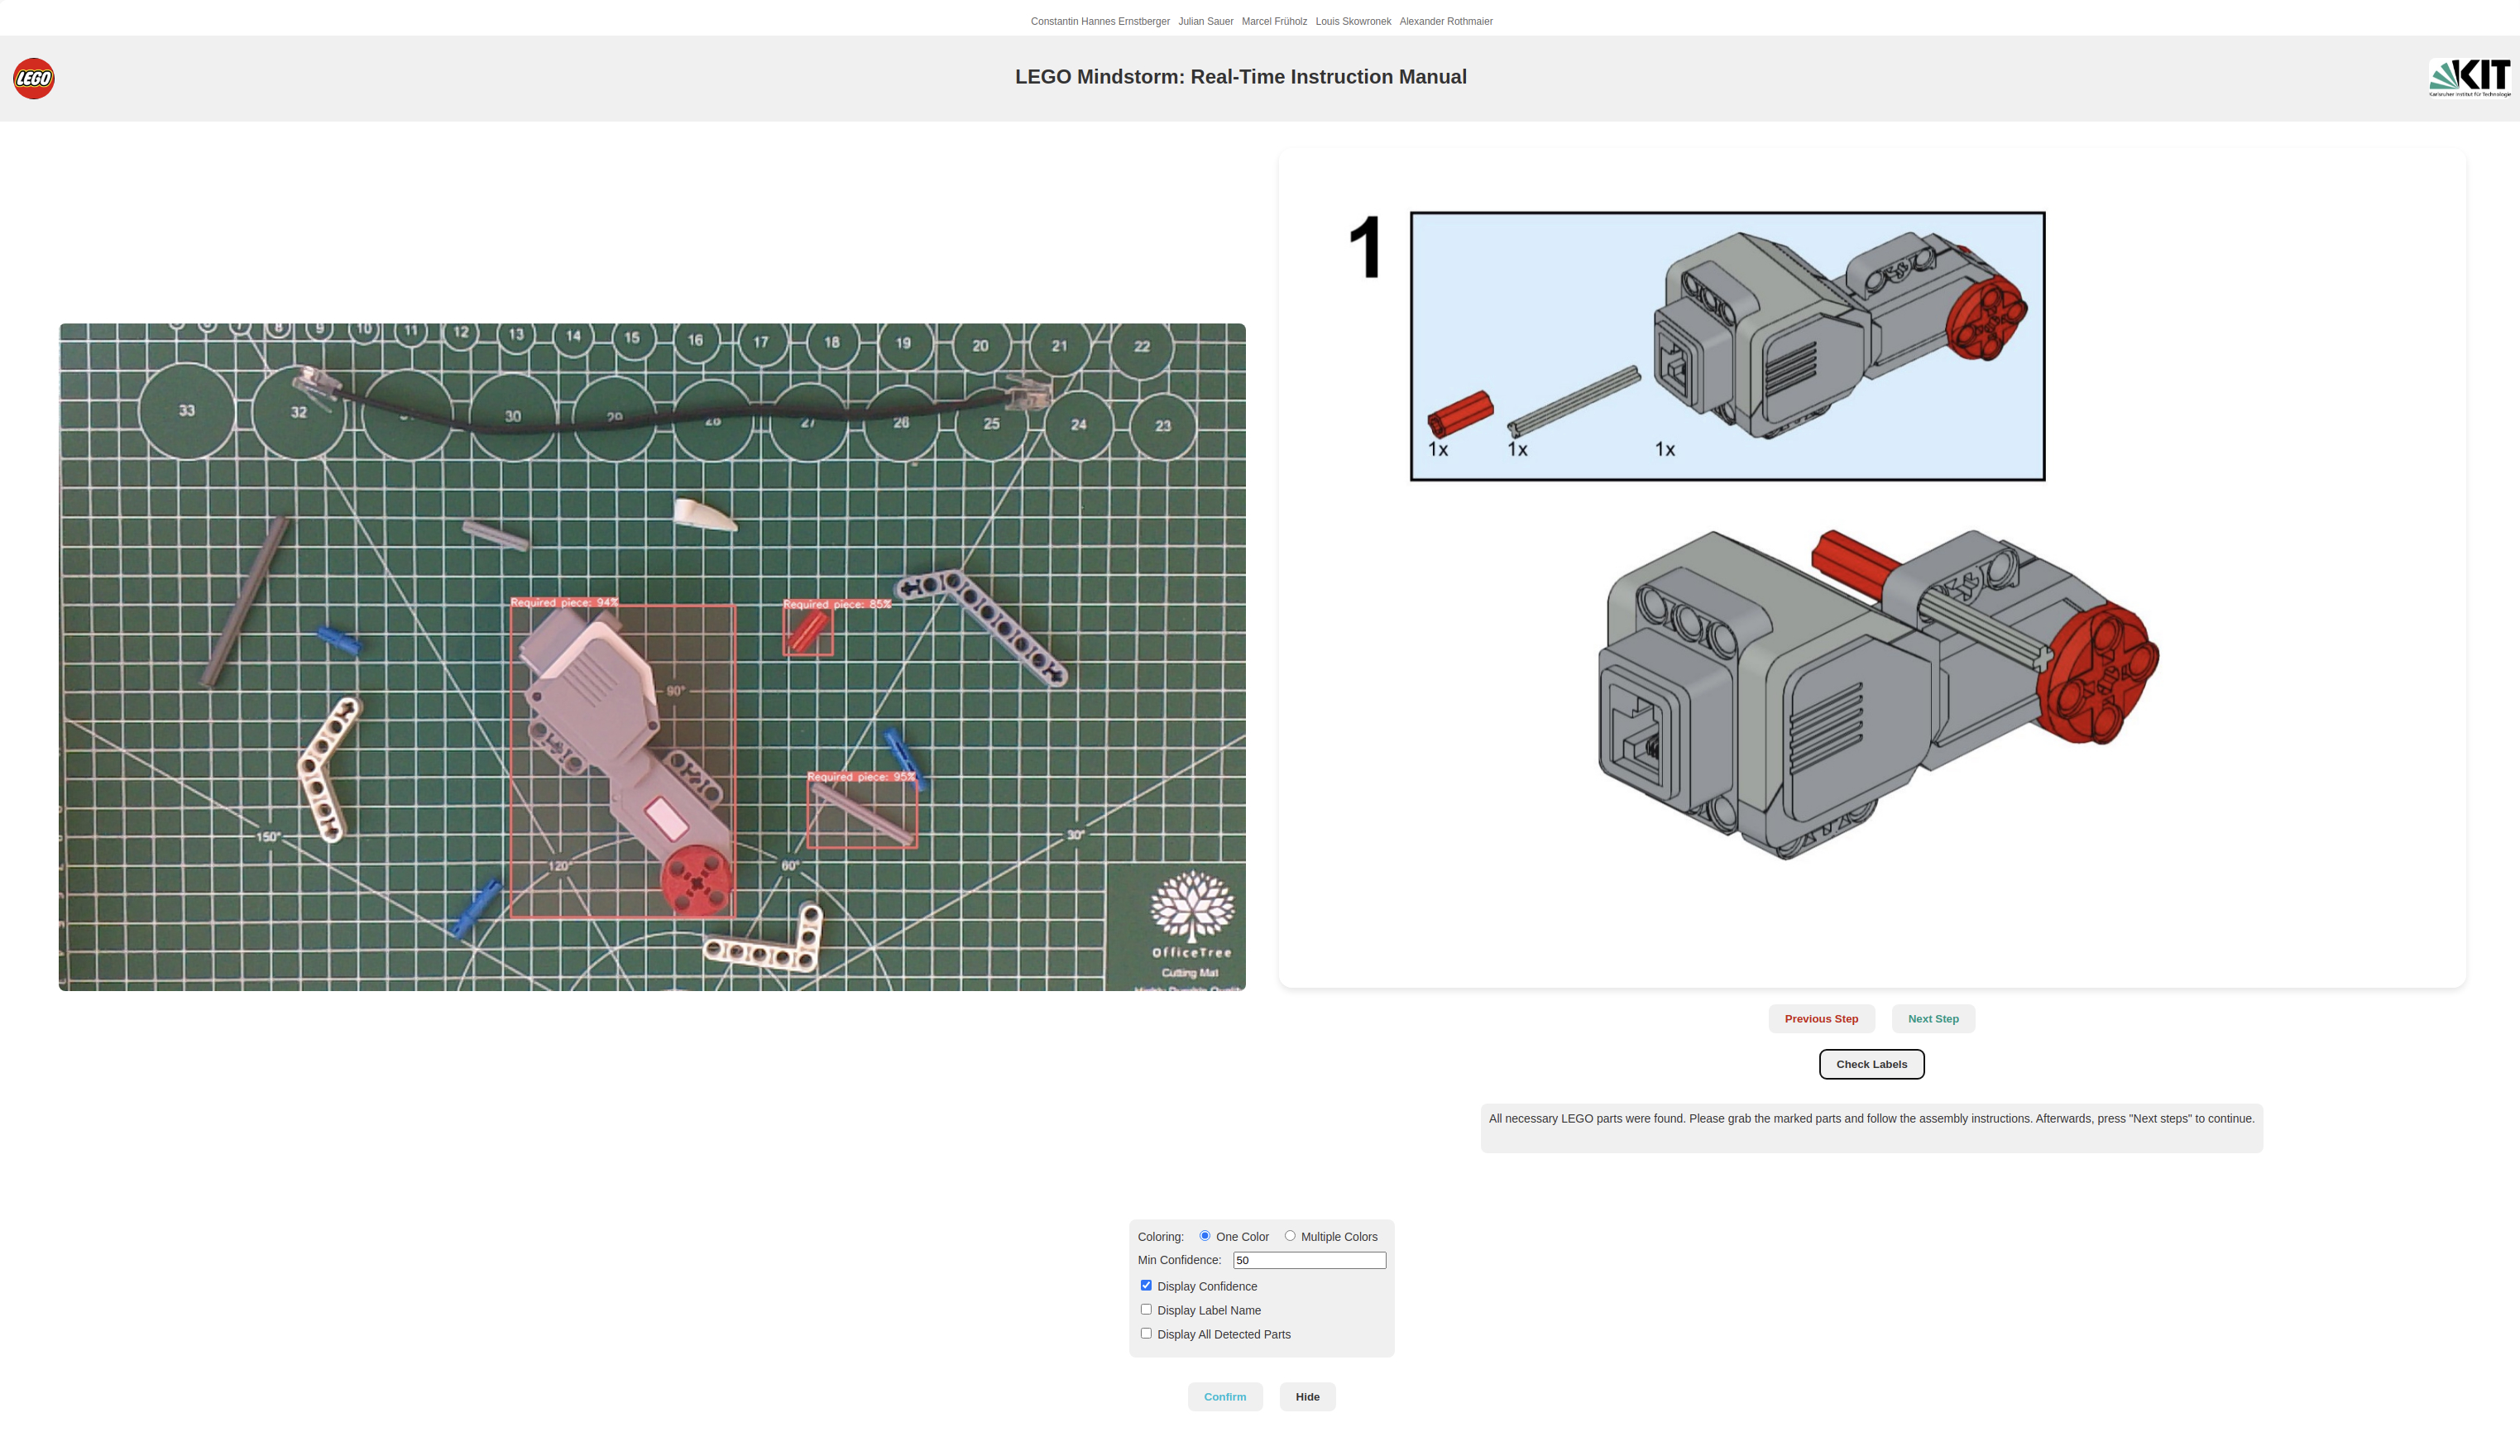 Constantin Hannes Ernstberger Julian Sauer Marcel Früholz Louis Skowronek Alexander Rothmaier
LEGO
LEGO Mindstorm: Real-Time Instruction Manual
KIT
Karlsruher Institut für Technologie
8 9 10 11 12 13 14 15 16 17 18 19 20 21 22
33 32 30 29 28 27 26 25 24 23
Required piece: 94%
Required piece: 85%
90°
Required piece: 95%
150° 120° 60° 30°
OfficeTree
Cutting Mat
1
1x 1x 1x
Previous Step Next Step
Check Labels
All necessary LEGO parts were found. Please grab the marked parts and follow the assembly instructions. Afterwards, press "Next steps" to continue.
Coloring: One Color Multiple Colors
Min Confidence: 50
Display Confidence
Display Label Name
Display All Detected Parts
Confirm Hide